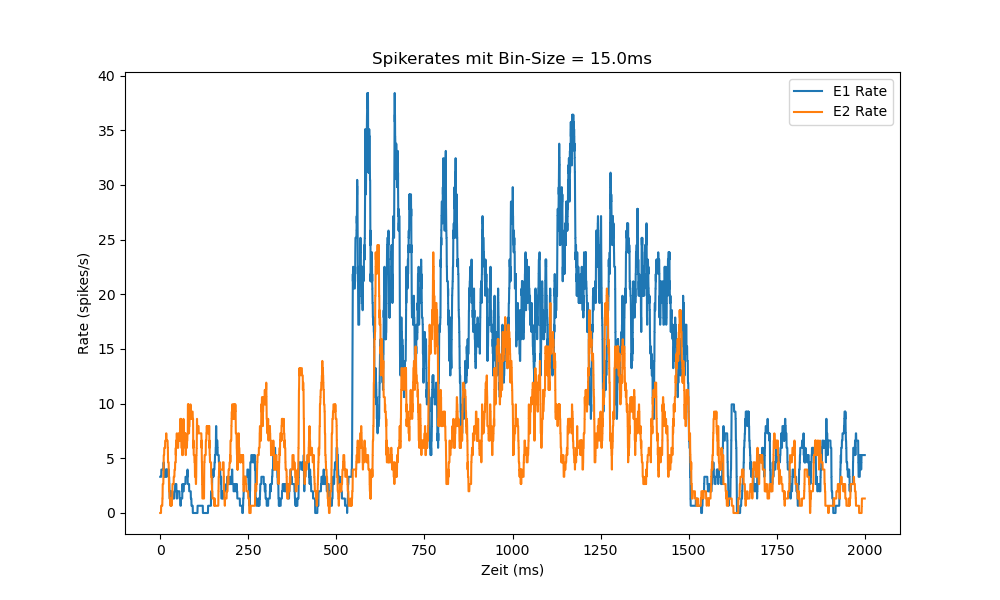 Spikerates mit Bin-Size = 15.0ms
E1 Rate
E2 Rate
40
35
30
25
20
15
10
5
0
Rate (spikes/s)
0 250 500 750 1000 1250 1500 1750 2000
Zeit (ms)